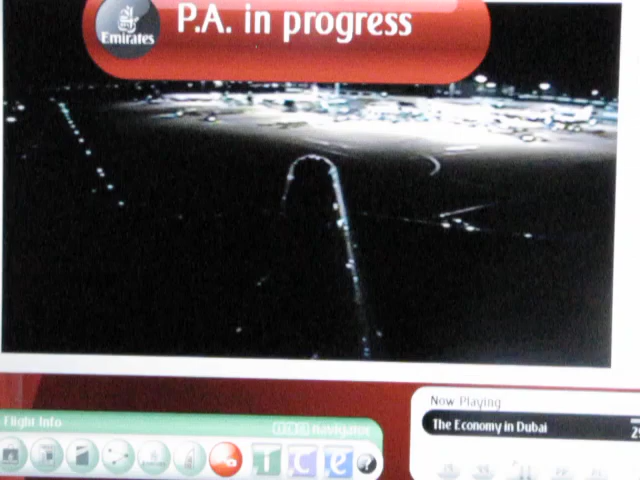 P.A. in progress
Emirates
Now Playing
Flight Info
The Economy in Dubai
navigator
i c e ?